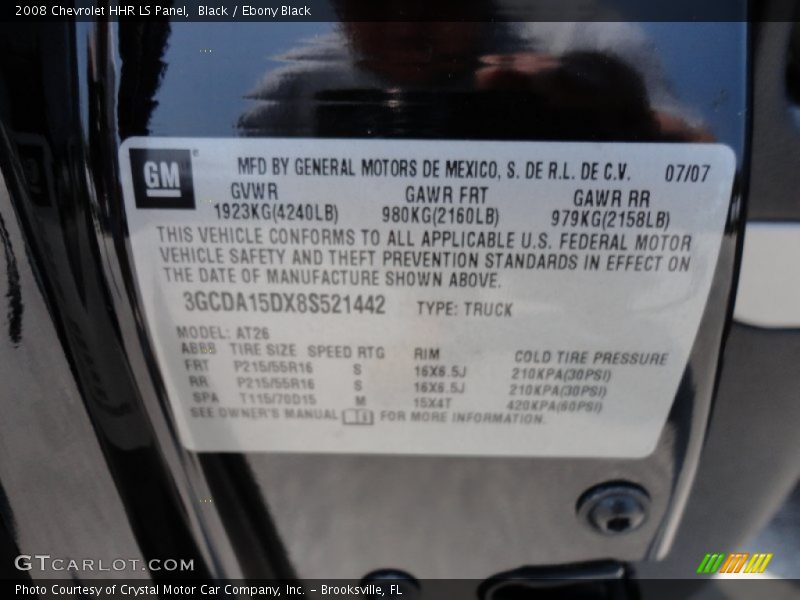 2008 Chevrolet HHR LS Panel, Black / Ebony Black
GM
MFD BY GENERAL MOTORS DE MEXICO, S. DE R.L. DE C.V. 07/07
GVWR GAWR FRT GAWR RR
1923KG(4240LB) 980KG(2160LB) 979KG(2158LB)
THIS VEHICLE CONFORMS TO ALL APPLICABLE U.S. FEDERAL MOTOR
VEHICLE SAFETY AND THEFT PREVENTION STANDARDS IN EFFECT ON
THE DATE OF MANUFACTURE SHOWN ABOVE.
3GCDA15DX8S521442 TYPE: TRUCK
MODEL: AT26
TIRE SIZE SPEED RTG RIM COLD TIRE PRESSURE
FRT P215/55R16 S 16X6.5J 210KPA(30PSI)
RR P215/55R16 S 16X6.5J 210KPA(30PSI)
SPA T115/70D15 M 15X4T 420KPA(60PSI)
SEE OWNER'S MANUAL FOR MORE INFORMATION.
GTCARLOT.COM
Photo Courtesy of Crystal Motor Car Company, Inc. – Brooksville, FL